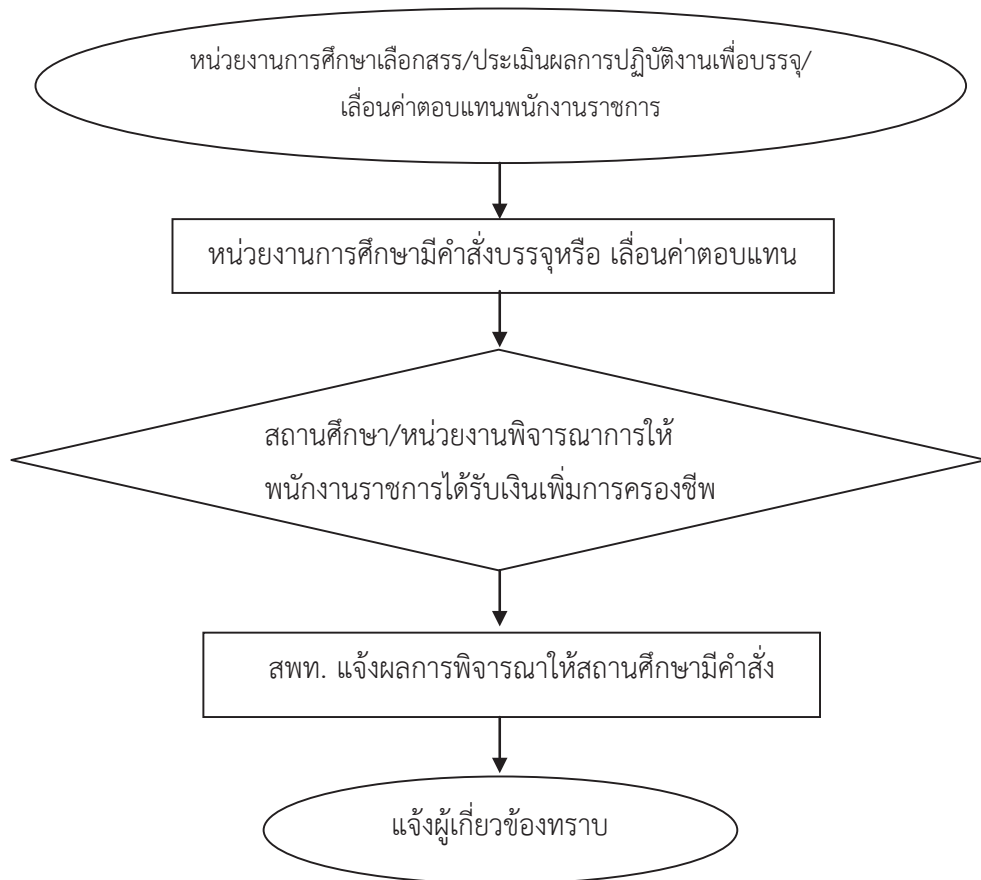 หน่วยงานการศึกษาเลือกสรร/ประเมินผลการปฏิบัติงานเพื่อบรรจุ/
เลื่อนค่าตอบแทนพนักงานราชการ
หน่วยงานการศึกษามีคำสั่งบรรจุหรือ เลื่อนค่าตอบแทน
สถานศึกษา/หน่วยงานพิจารณาการให้
พนักงานราชการได้รับเงินเพิ่มการครองชีพ
สพท. แจ้งผลการพิจารณาให้สถานศึกษามีคำสั่ง
แจ้งผู้เกี่ยวข้องทราบ